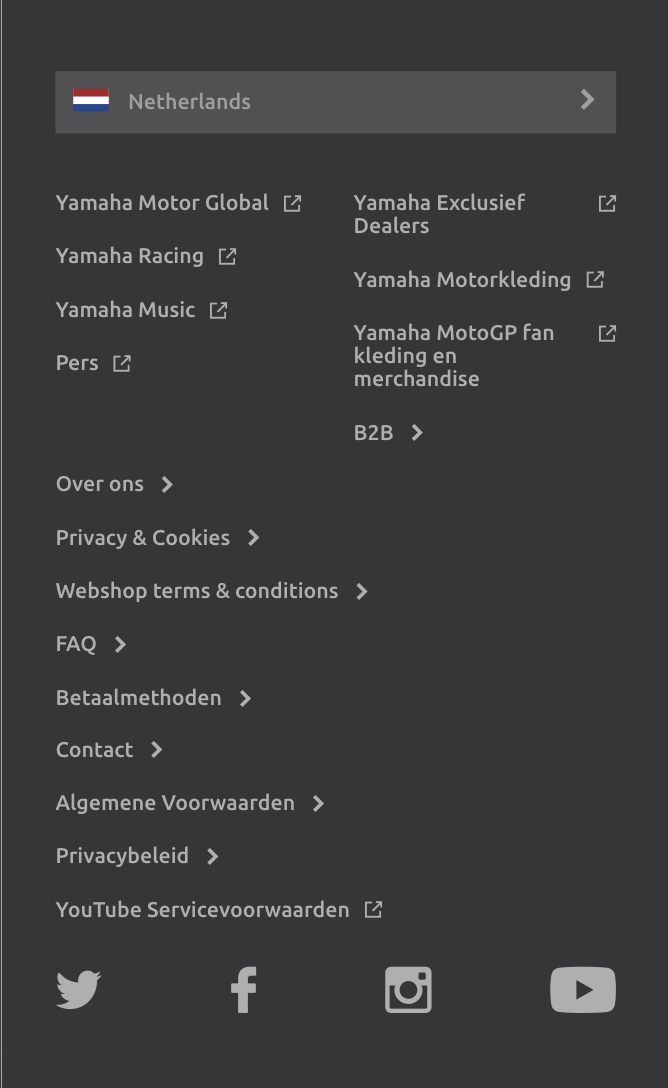 Netherlands
Yamaha Motor Global
Yamaha Racing
Yamaha Music
Pers
Yamaha Exclusief
Dealers
Yamaha Motorkleding
Yamaha MotoGP fan
kleding en
merchandise
B2B
Over ons
Privacy & Cookies
Webshop terms & conditions
FAQ
Betaalmethoden
Contact
Algemene Voorwaarden
Privacybeleid
YouTube Servicevoorwaarden